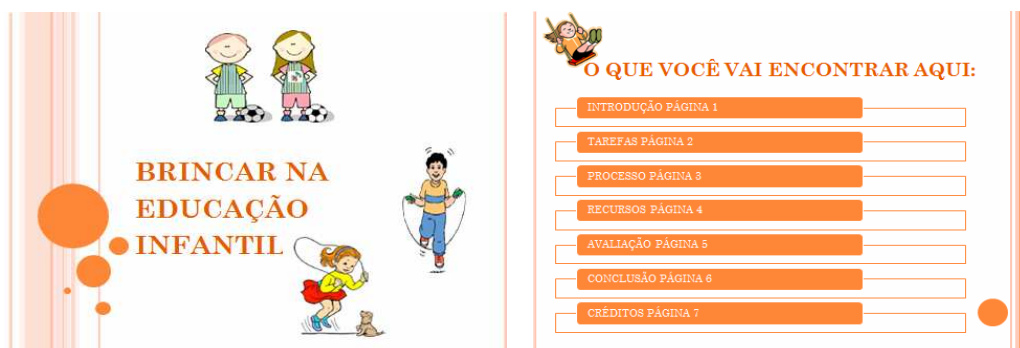 BRINCAR NA
EDUCAÇÃO
INFANTIL
O QUE VOCÊ VAI ENCONTRAR AQUI:
INTRODUÇÃO PÁGINA 1
TAREFAS PÁGINA 2
PROCESSO PÁGINA 3
RECURSOS PÁGINA 4
AVALIAÇÃO PÁGINA 5
CONCLUSÃO PÁGINA 6
CRÉDITOS PÁGINA 7